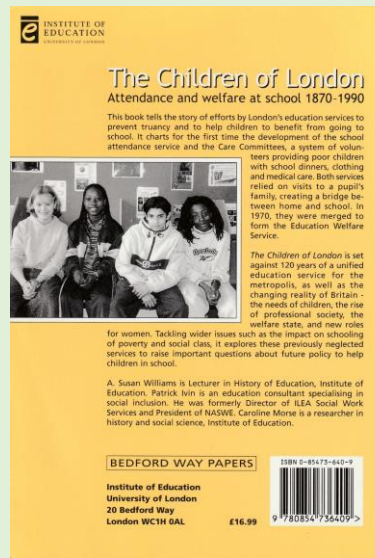 INSTITUTE OF
EDUCATION
UNIVERSITY OF LONDON
The Children of London
Attendance and welfare at school 1870-1990
This book tells the story of efforts by London's education services to
prevent truancy and to help children to benefit from going to
school. It charts for the first time the development of the school
attendance service and the Care Committees, a system of volun-
teers providing poor children
with school dinners, clothing
and medical care. Both services
relied on visits to a pupil's
family, creating a bridge be-
tween home and school. In
1970, they were merged to
form the Education Welfare
Service.
The Children of London is set
against 120 years of a unified
education service for the
metropolis, as well as the
changing reality of Britain -
the needs of children, the rise
of professional society, the
welfare state, and new roles
for women. Tackling wider issues such as the impact on schooling
of poverty and social class, it explores these previously neglected
services to raise important questions about future policy to help
children in school.
A. Susan Williams is Lecturer in History of Education, Institute of
Education. Patrick Ivin is an education consultant specialising in
social inclusion. He was formerly Director of ILEA Social Work
Services and President of NASWE. Caroline Morse is a researcher in
history and social science, Institute of Education.
BEDFORD WAY PAPERS
Institute of Education
University of London
20 Bedford Way
London WC1H 0AL £16.99
ISBN 0-85473-640-9
9 780854 736409 >